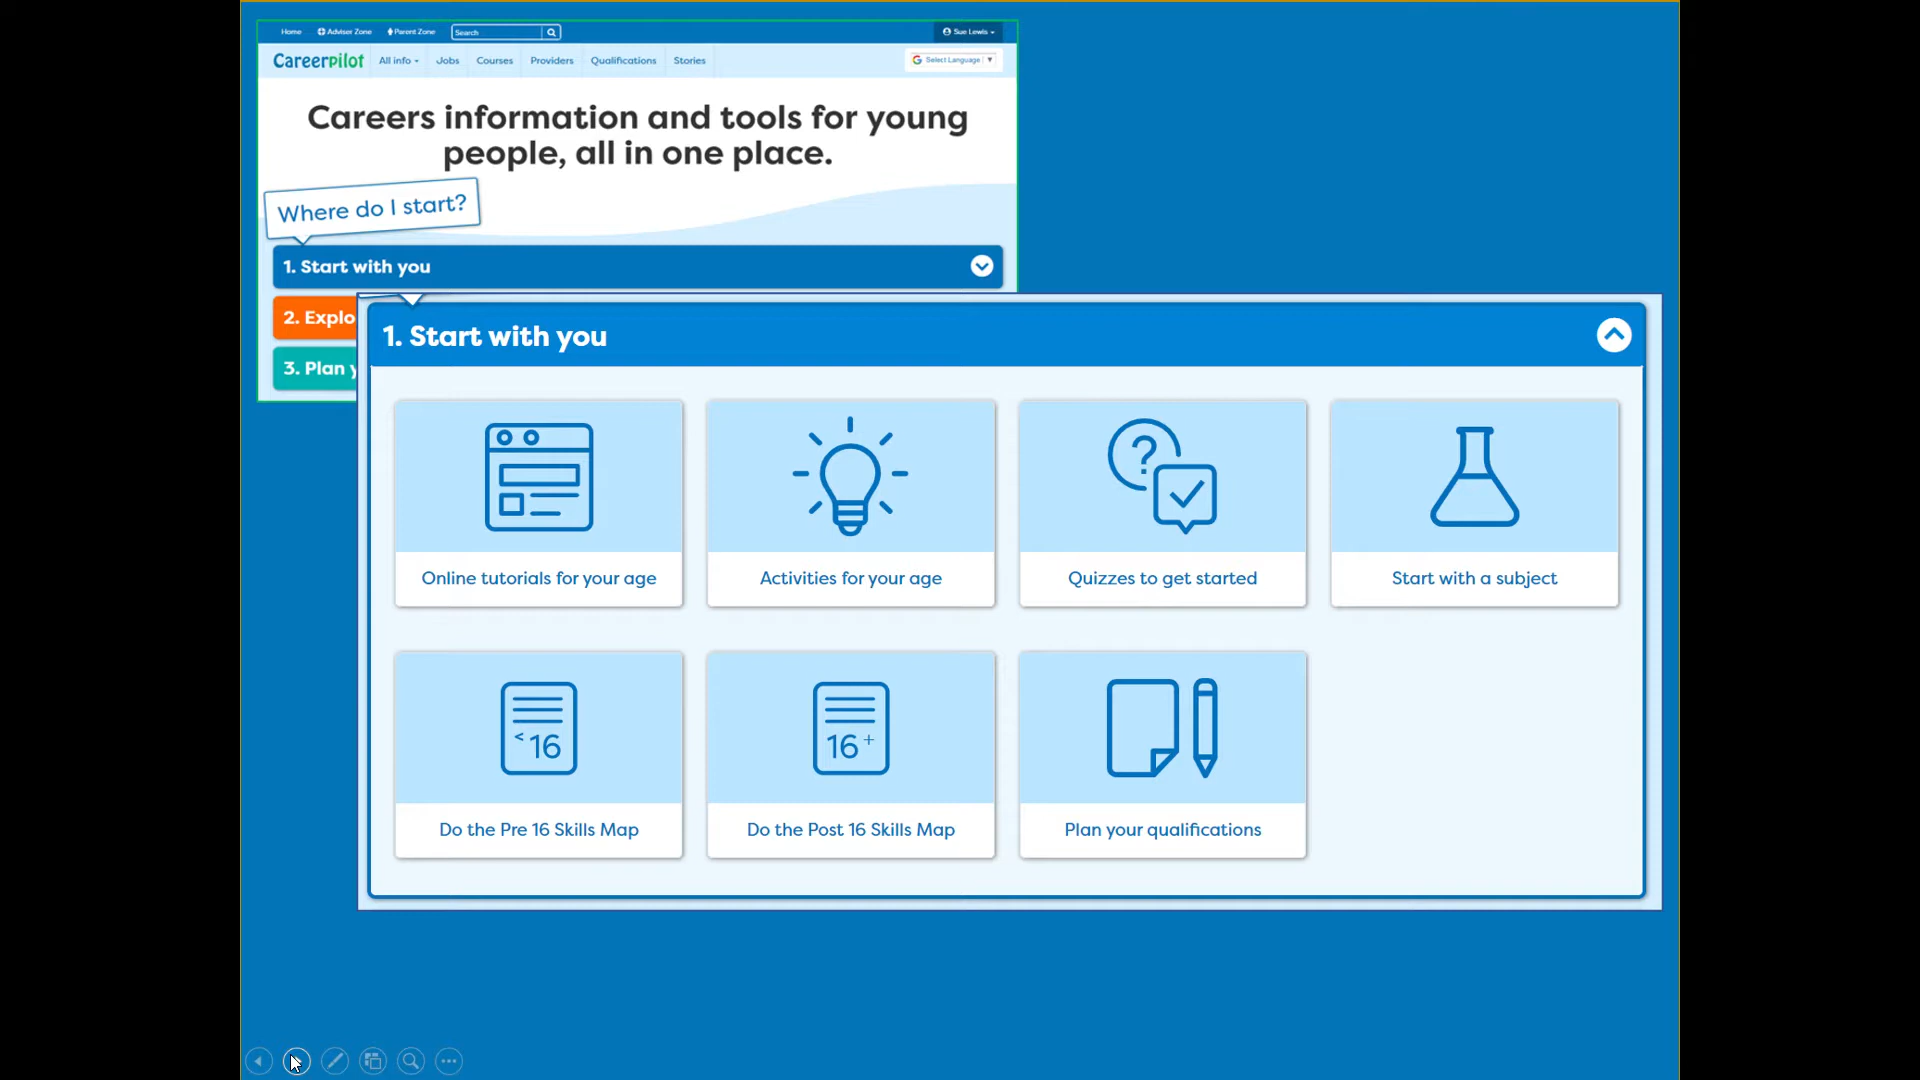 Home Adviser Zone Parent Zone Search Sue Lewis
Careerpilot All info Jobs Courses Providers Qualifications Stories G Select Language
Careers information and tools for young
people, all in one place.
Where do I start?
1. Start with you
2. Explo
3. Plan y
1. Start with you
Online tutorials for your age
Activities for your age
? Quizzes to get started
Start with a subject
<16
Do the Pre 16 Skills Map
16+
Do the Post 16 Skills Map
Plan your qualifications